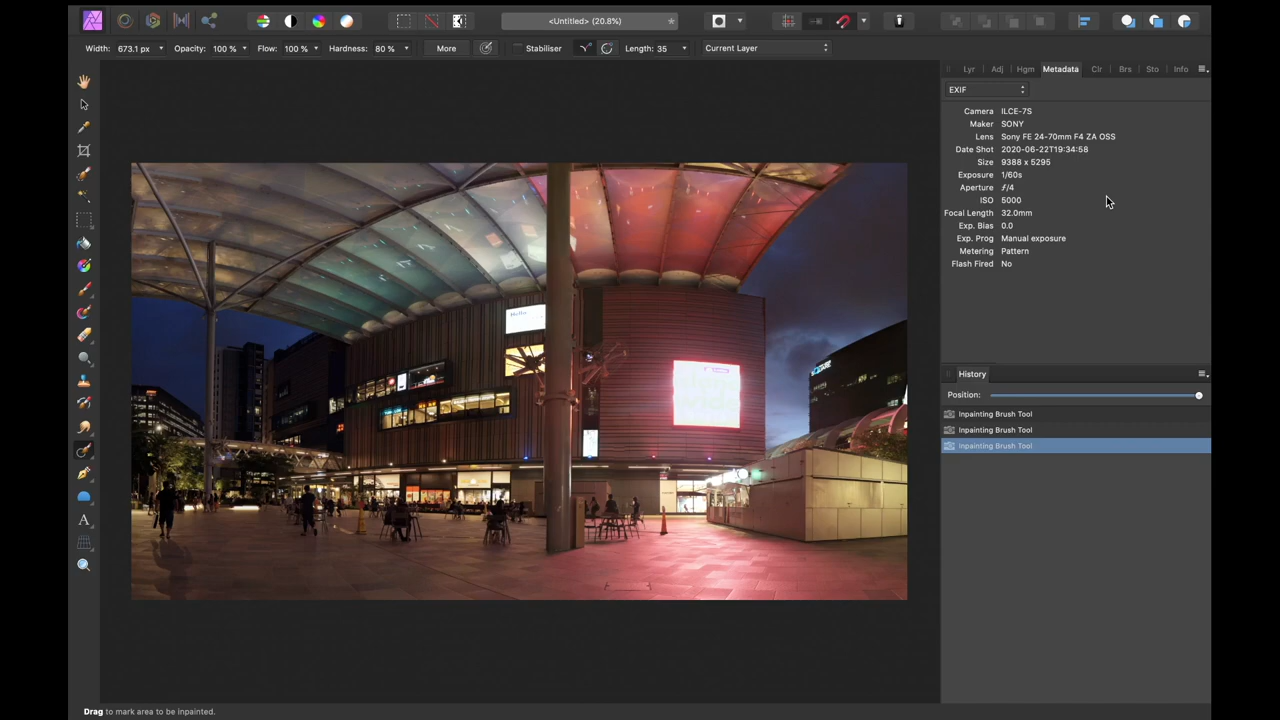 <Untitled> (20.8%)
Width: 673.1 px Opacity: 100 % Flow: 100 % Hardness: 80 % More Stabiliser Length: 35 Current Layer
Lyr Adj Hgm Metadata Clr Brs Sto Info
EXIF
Camera ILCE-7S
Maker SONY
Lens Sony FE 24-70mm F4 ZA OSS
Date Shot 2020-06-22T19:34:58
Size 9388 x 5295
Exposure 1/60s
Aperture ƒ/4
ISO 5000
Focal Length 32.0mm
Exp. Bias 0.0
Exp. Prog Manual exposure
Metering Pattern
Flash Fired No
Hello
History
Position:
Inpainting Brush Tool
Inpainting Brush Tool
Inpainting Brush Tool
A
Drag to mark area to be inpainted.